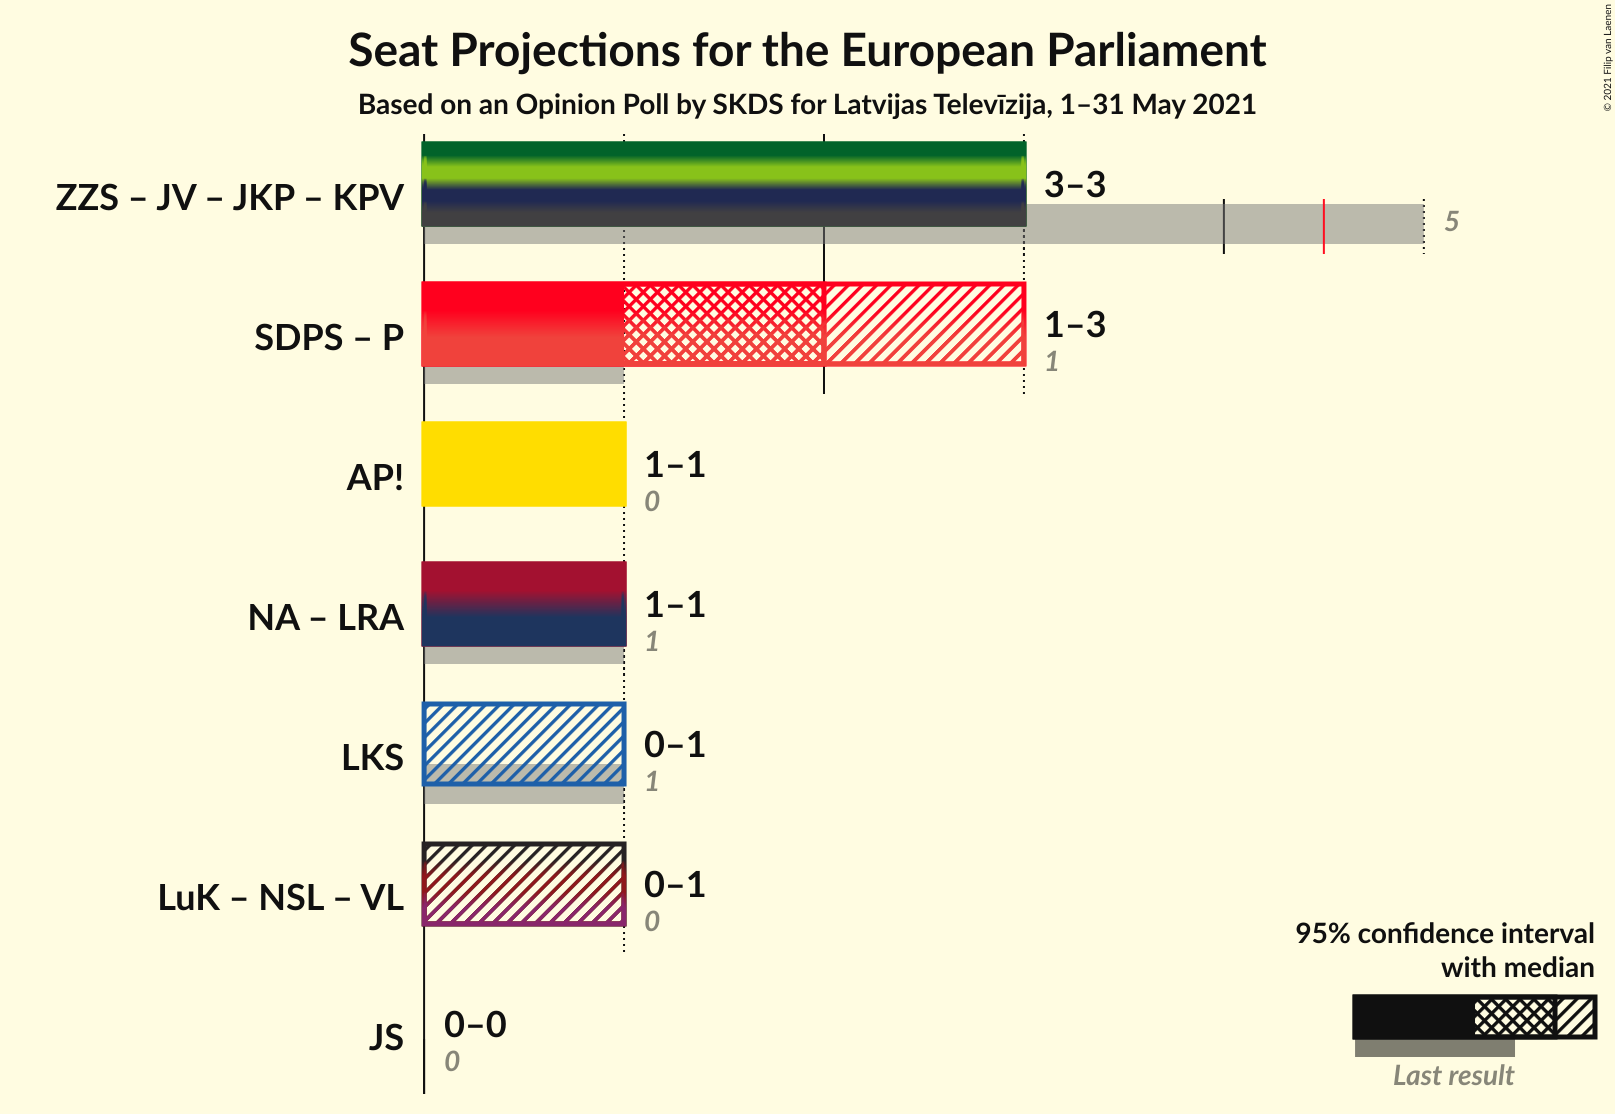 Seat Projections for the European Parliament
Based on an Opinion Poll by SKDS for Latvijas Televīzija, 1–31 May 2021
© 2021 Filip van Laenen
ZZS – JV – JKP – KPV
3–3
5
SDPS – P
1–3
1
AP!
1–1
0
NA – LRA
1–1
1
LKS
0–1
1
LuK – NSL – VL
0–1
0
JS
0–0
0
95% confidence interval
with median
Last result